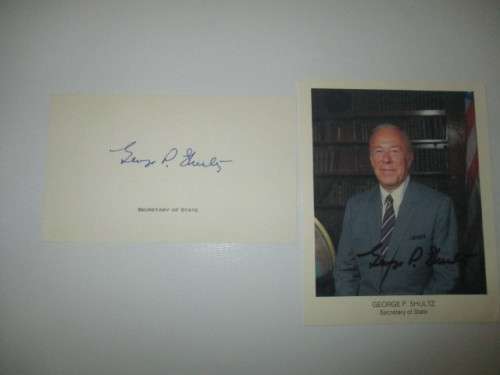 George P. Shultz
SECRETARY OF STATE
George P. Shultz
GEORGE P. SHULTZ
Secretary of State